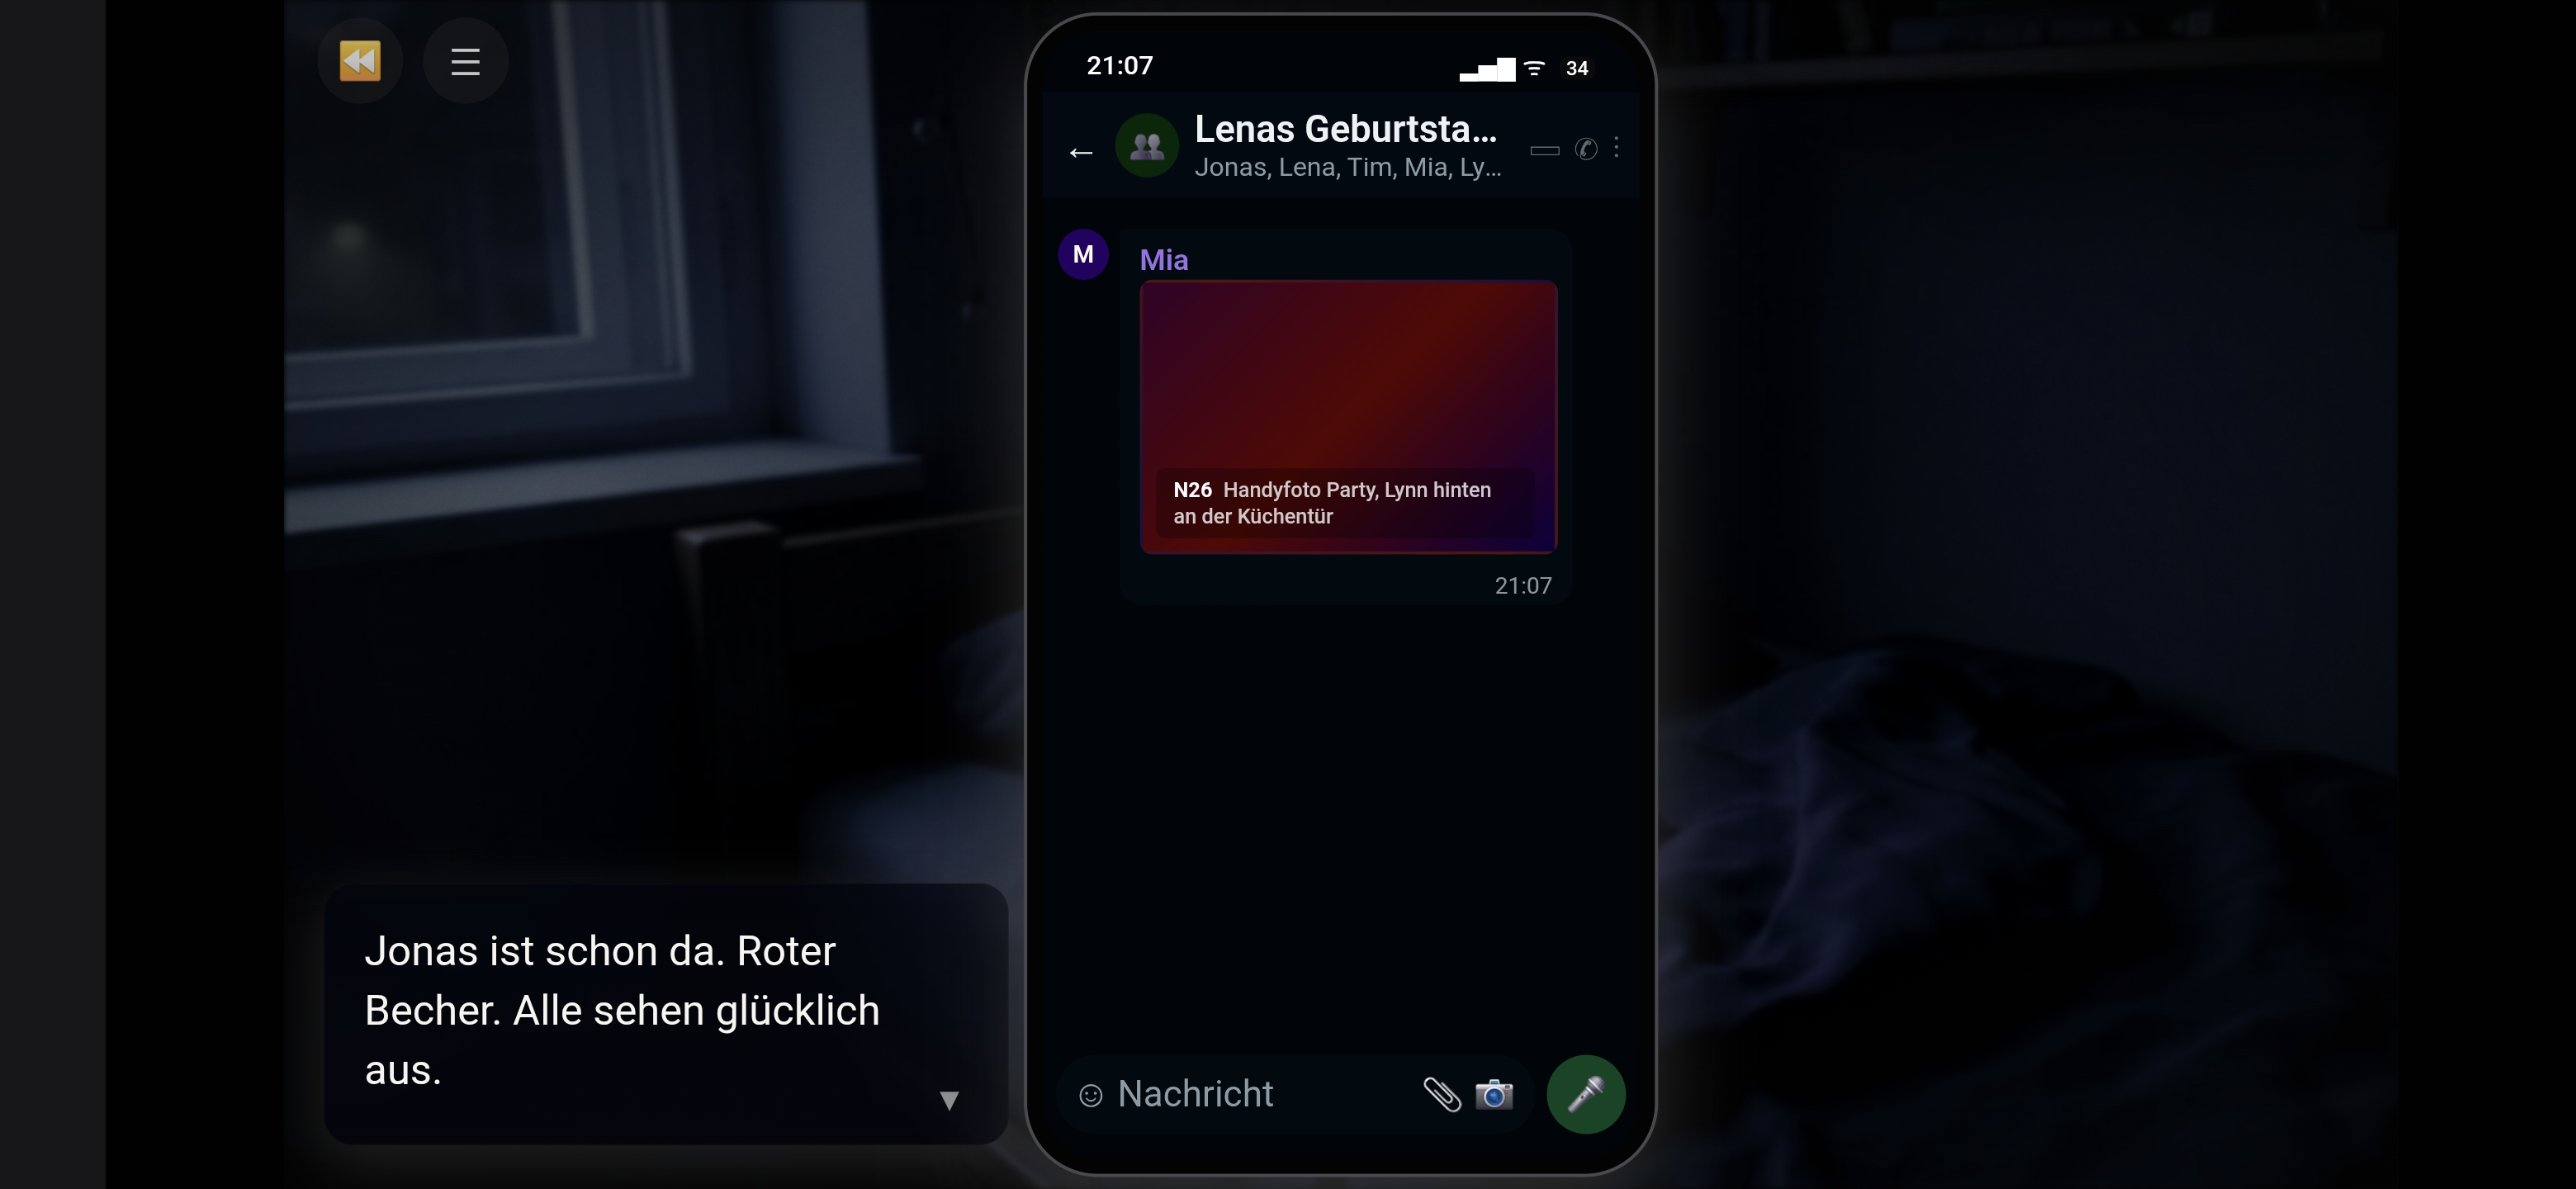 21:07
34
Lenas Geburtsta...
Jonas, Lena, Tim, Mia, Ly...
M
Mia
N26 Handyfoto Party, Lynn hinten
an der Küchentür
21:07
Jonas ist schon da. Roter
Becher. Alle sehen glücklich
aus.
Nachricht